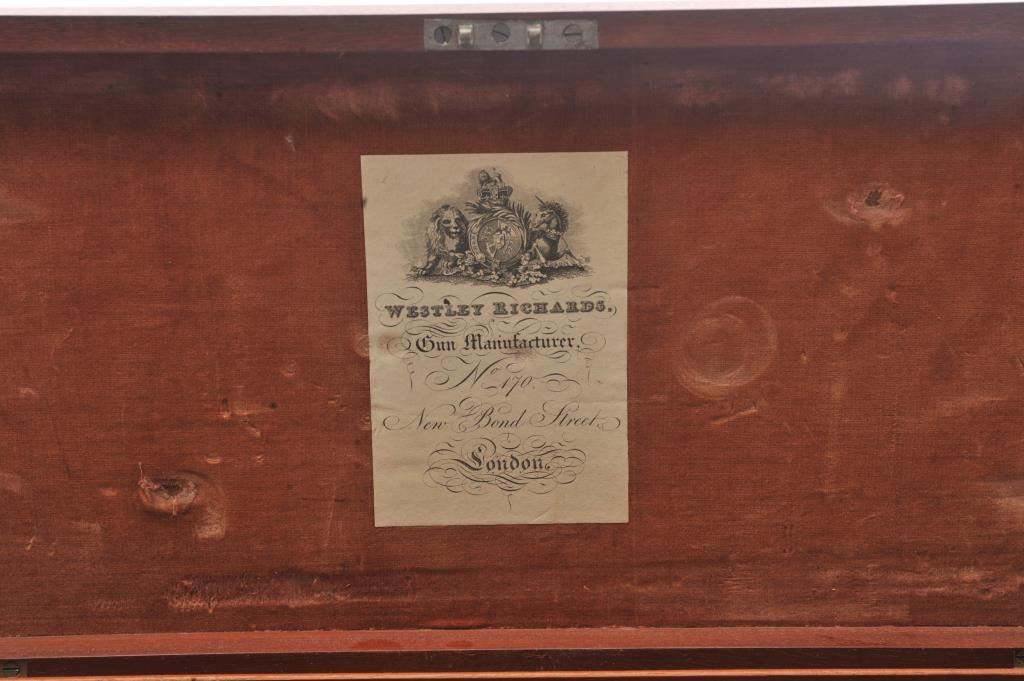 WESTLEY RICHARDS.
Gun Manufacturer.
No. 170.
New Bond Street.
London.